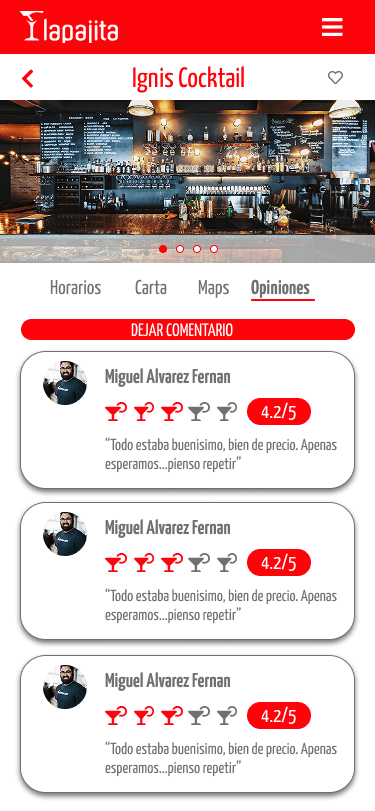 lapajita
Ignis Cocktail
Horarios Carta Maps Opiniones
DEJAR COMENTARIO
Miguel Alvarez Fernan
4.2/5
“Todo estaba buenisimo, bien de precio. Apenas
esperamos...pienso repetir”
Miguel Alvarez Fernan
4.2/5
“Todo estaba buenisimo, bien de precio. Apenas
esperamos...pienso repetir”
Miguel Alvarez Fernan
4.2/5
“Todo estaba buenisimo, bien de precio. Apenas
esperamos...pienso repetir”